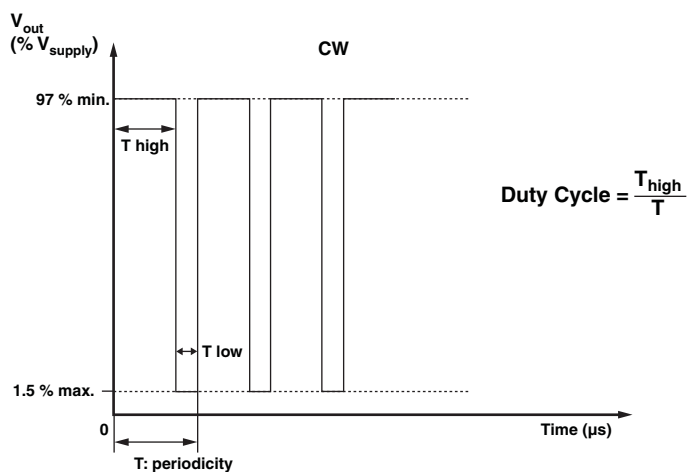 V_out
(% V_supply)
CW
97 % min.
T high
Duty Cycle = T_high / T
T low
1.5 % max.
0
Time (µs)
T: periodicity